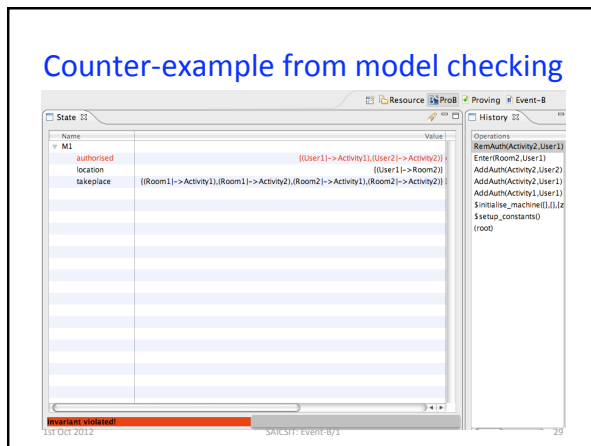 Counter-example from model checking
Resource ProB Proving Event-B
State
History
Name Value
M1
authorised {(User1|->Activity1),(User2|->Activity2)}
location {(User1|->Room2)}
takeplace {(Room1|->Activity1),(Room1|->Activity2),(Room2|->Activity1),(Room2|->Activity2)}
Operations
RemAuth(Activity2,User1)
Enter(Room2,User1)
AddAuth(Activity2,User2)
AddAuth(Activity2,User1)
AddAuth(Activity1,User1)
$initialise_machine({},{},{z
$setup_constants()
(root)
invariant violated!
1st Oct 2012 SAICSIT: Event-B/1 29